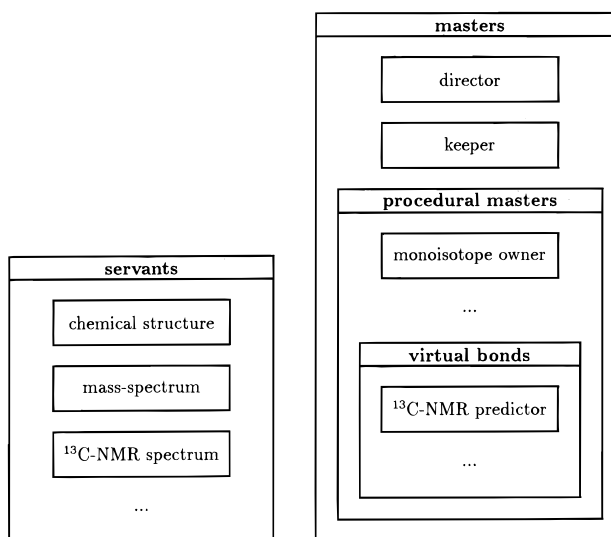 servants
chemical structure
mass-spectrum
¹³C-NMR spectrum
...
masters
director
keeper
procedural masters
monoisotope owner
...
virtual bonds
¹³C-NMR predictor
...